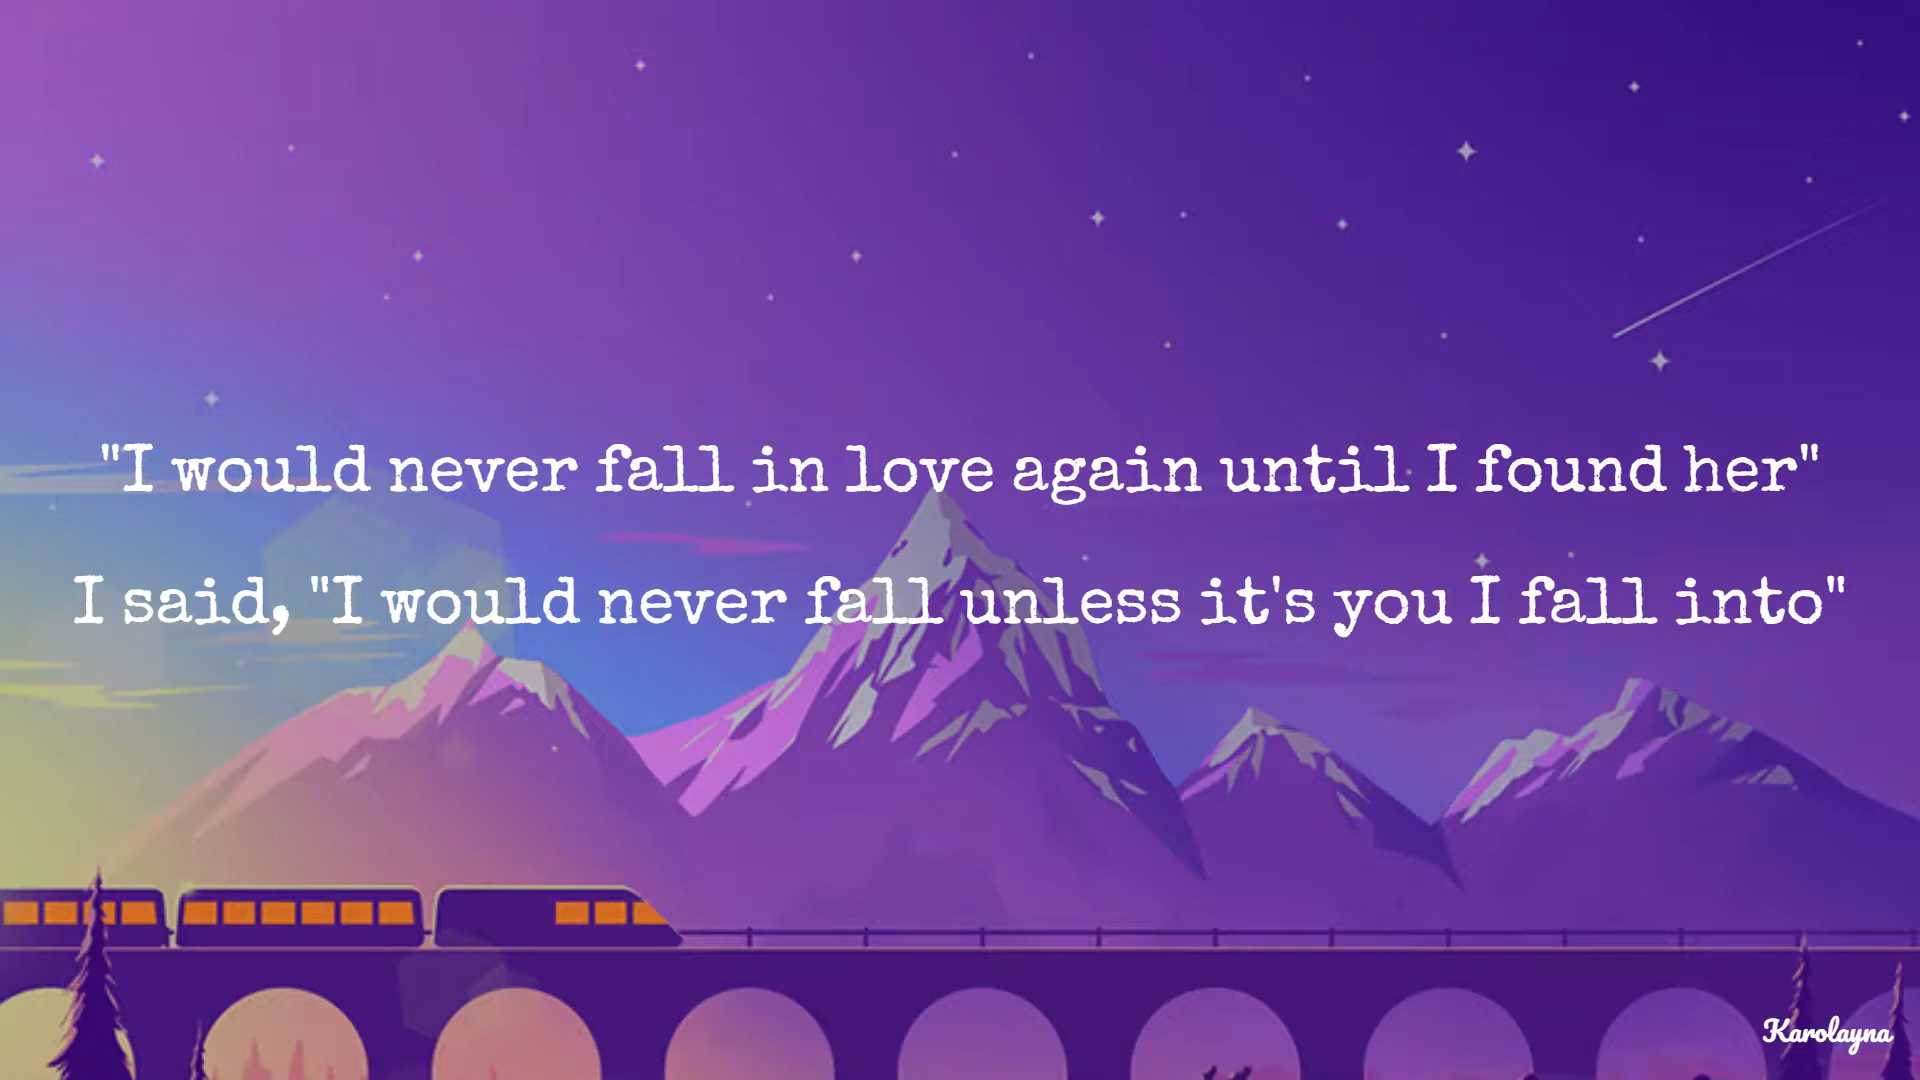 "I would never fall in love again until I found her"
I said, "I would never fall unless it's you I fall into"
Karolayna